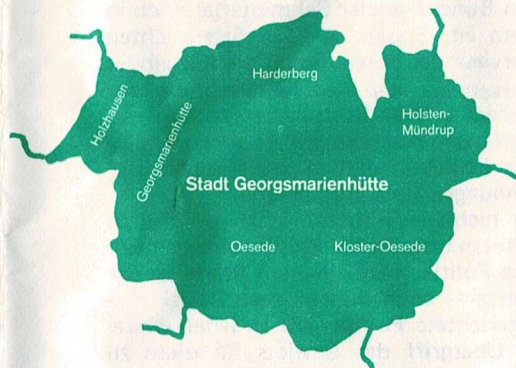 Harderberg
Holzhausen
Georgsmarienhütte
Holsten-
Mündrup
Stadt Georgsmarienhütte
Oesede
Kloster-Oesede